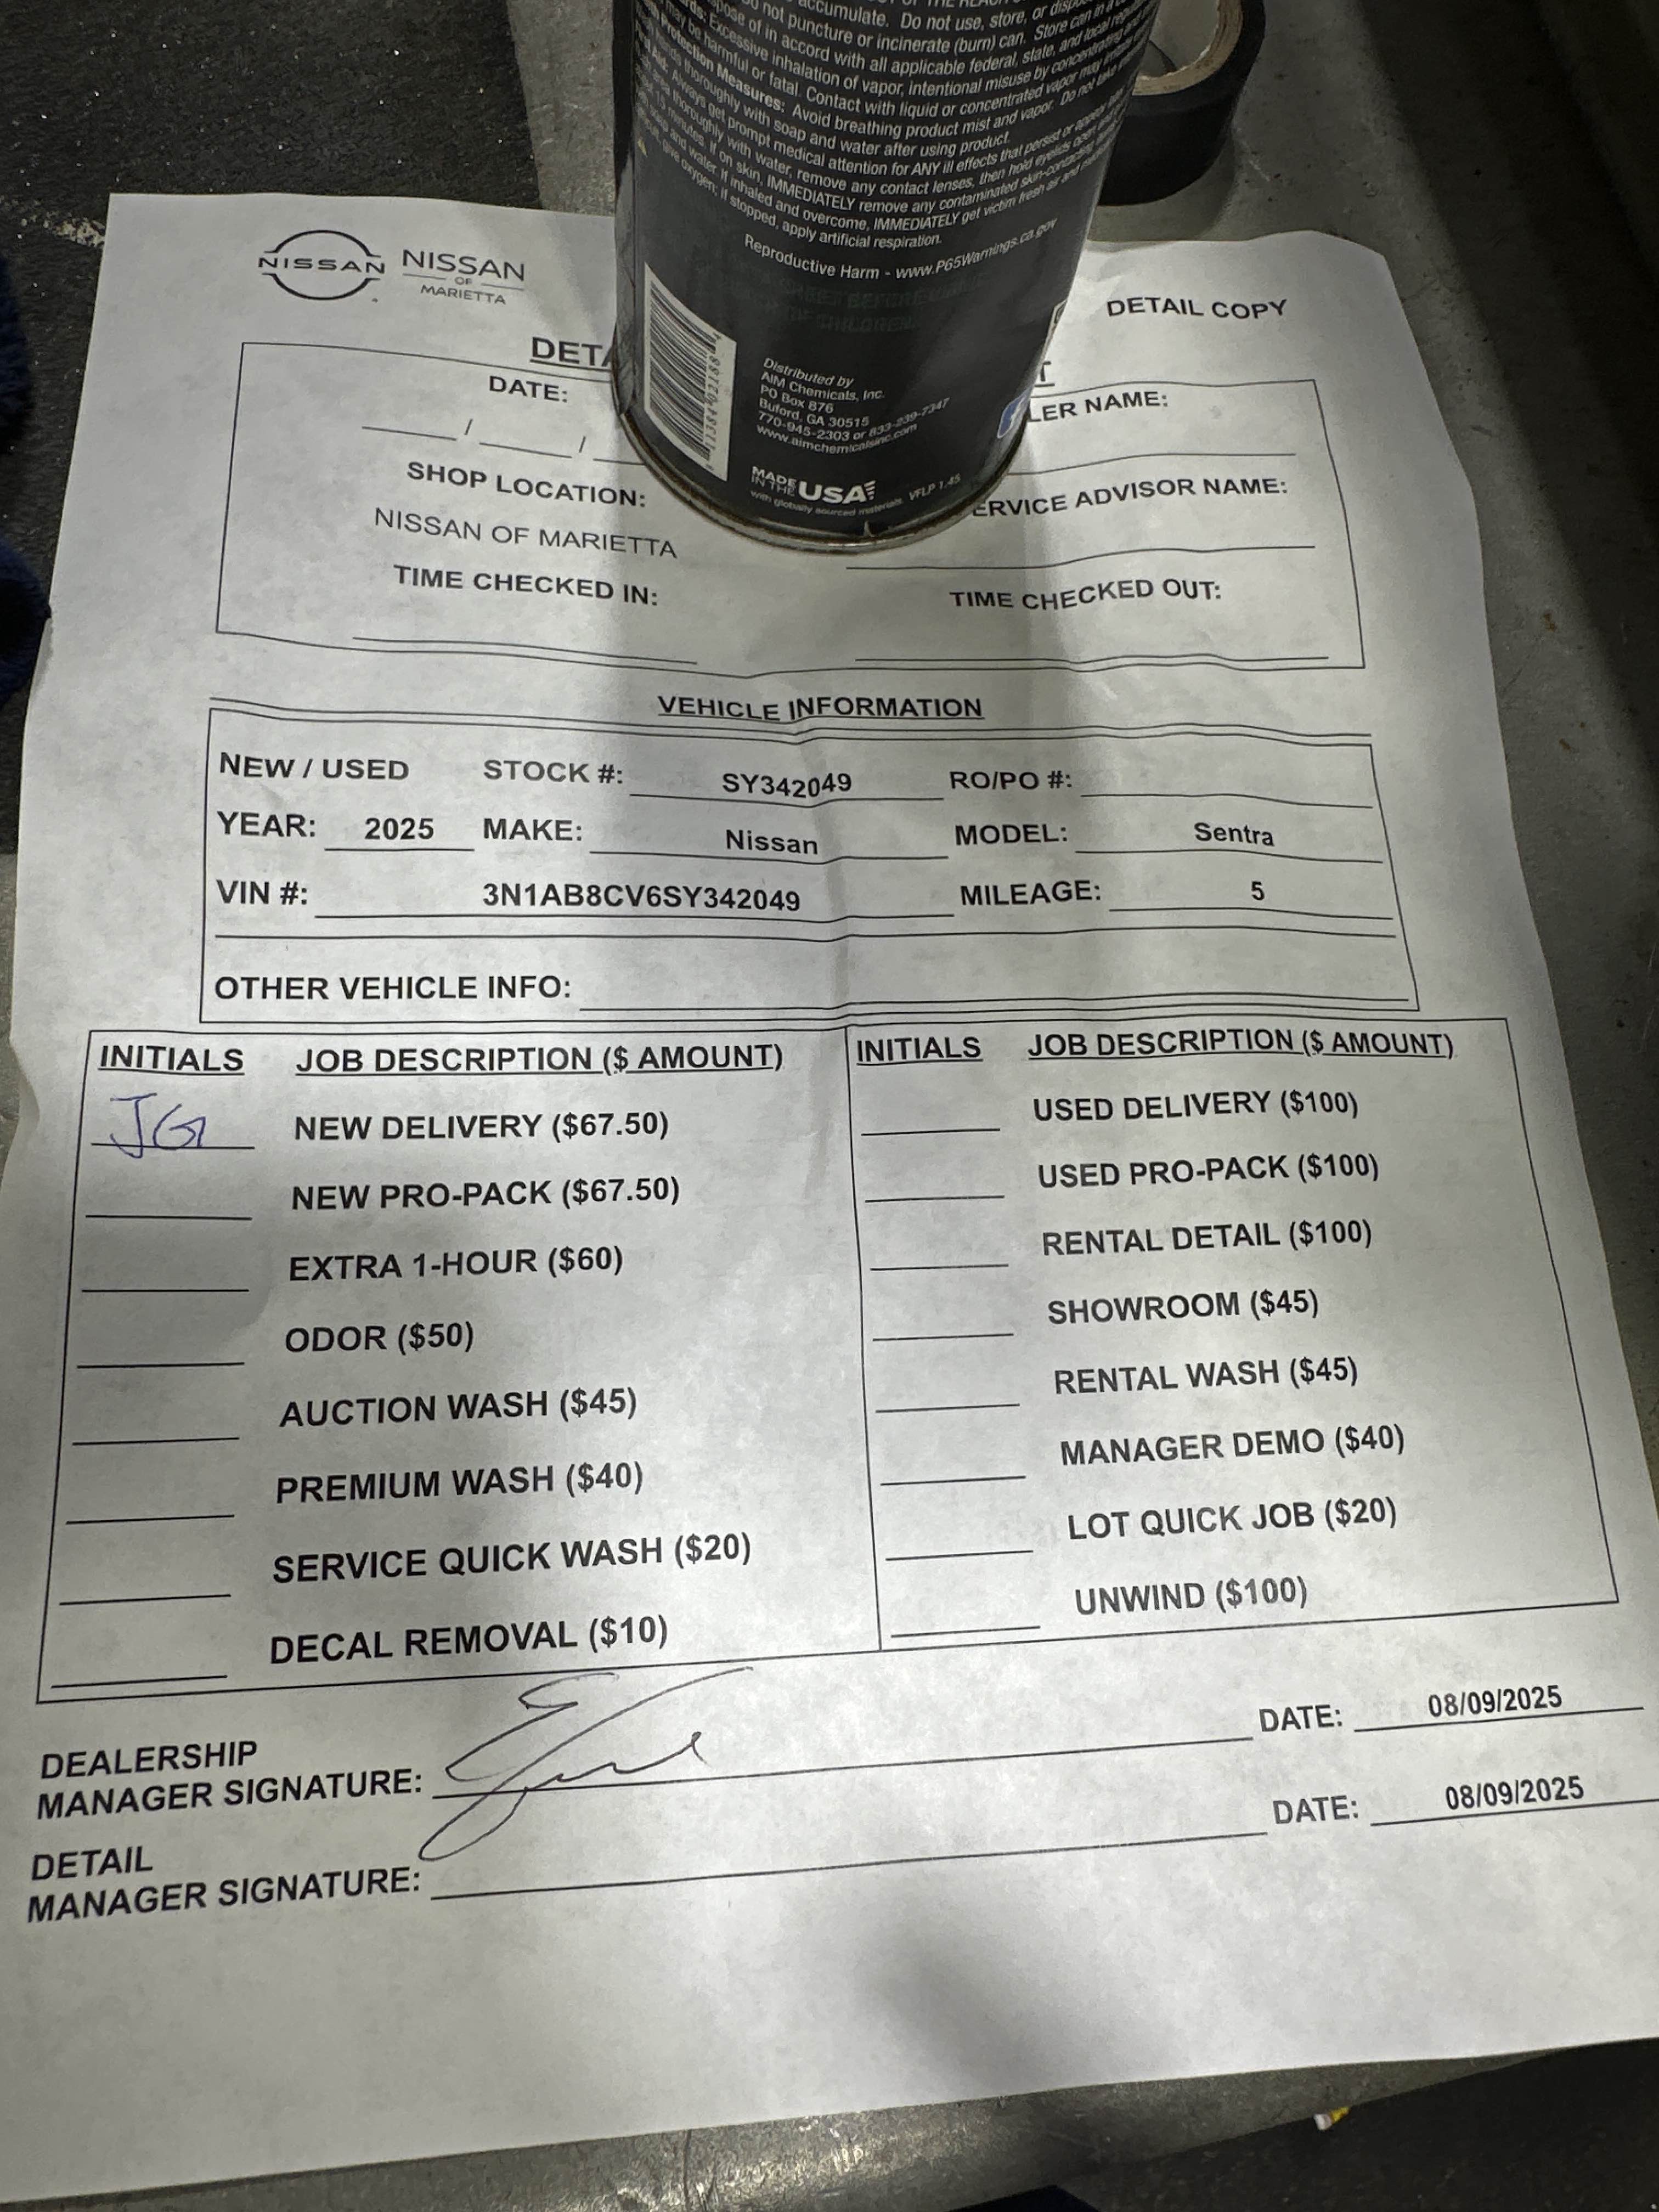 accumulate. Do not use, store, or
not puncture or incinerate (burn) can. Store can in
of in accord with all applicable federal, state, and local
Excessive inhalation of vapor, intentional misuse by concentrating
may be harmful or fatal. Contact with liquid or concentrated vapor may
Protection Measures: Avoid breathing product mist and vapor. Do not take
thoroughly with soap and water after using product.
Always get prompt medical attention for ANY ill effects that persist or
thoroughly with water, remove any contact lenses, then hold eyelids open
minutes. If on skin, IMMEDIATELY remove any contaminated
and water. If inhaled and overcome, IMMEDIATELY get victim fresh air and
give oxygen; if stopped, apply artificial respiration.
Reproductive Harm - www.P65Warnings.ca.gov
Distributed by
AIM Chemicals, Inc.
PO Box 876
Buford, GA 30515
770-945-2303 or 833-239-7347
www.aimchemicalsinc.com
MADE IN THE USA
with globally sourced materials VFLP 1.45
NISSAN NISSAN
OF
MARIETTA
DETAIL COPY
DETA
T
DATE:
LER NAME:
/ /
SHOP LOCATION:
ERVICE ADVISOR NAME:
NISSAN OF MARIETTA
TIME CHECKED IN:
TIME CHECKED OUT:
VEHICLE INFORMATION
NEW / USED STOCK #: SY342049 RO/PO #:
YEAR: 2025 MAKE: Nissan MODEL: Sentra
VIN #: 3N1AB8CV6SY342049 MILEAGE: 5
OTHER VEHICLE INFO:
INITIALS JOB DESCRIPTION ($ AMOUNT)
JG NEW DELIVERY ($67.50)
NEW PRO-PACK ($67.50)
EXTRA 1-HOUR ($60)
ODOR ($50)
AUCTION WASH ($45)
PREMIUM WASH ($40)
SERVICE QUICK WASH ($20)
DECAL REMOVAL ($10)
INITIALS JOB DESCRIPTION ($ AMOUNT)
USED DELIVERY ($100)
USED PRO-PACK ($100)
RENTAL DETAIL ($100)
SHOWROOM ($45)
RENTAL WASH ($45)
MANAGER DEMO ($40)
LOT QUICK JOB ($20)
UNWIND ($100)
DEALERSHIP
MANAGER SIGNATURE: DATE: 08/09/2025
DETAIL
MANAGER SIGNATURE: DATE: 08/09/2025